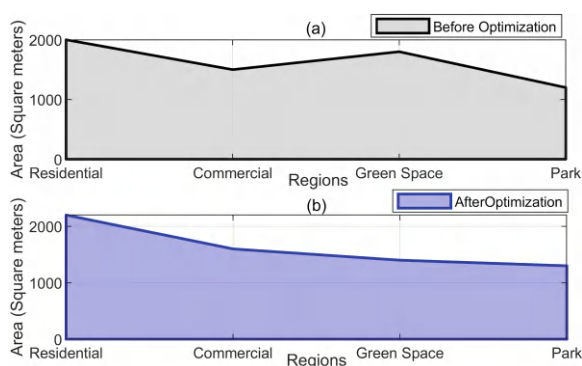 (a)
Before Optimization
Area (Square meters)
2000
1000
0
Residential
Commercial
Green Space
Park
Regions
(b)
AfterOptimization
Area (Square meters)
2000
1000
0
Residential
Commercial
Green Space
Park
Regions